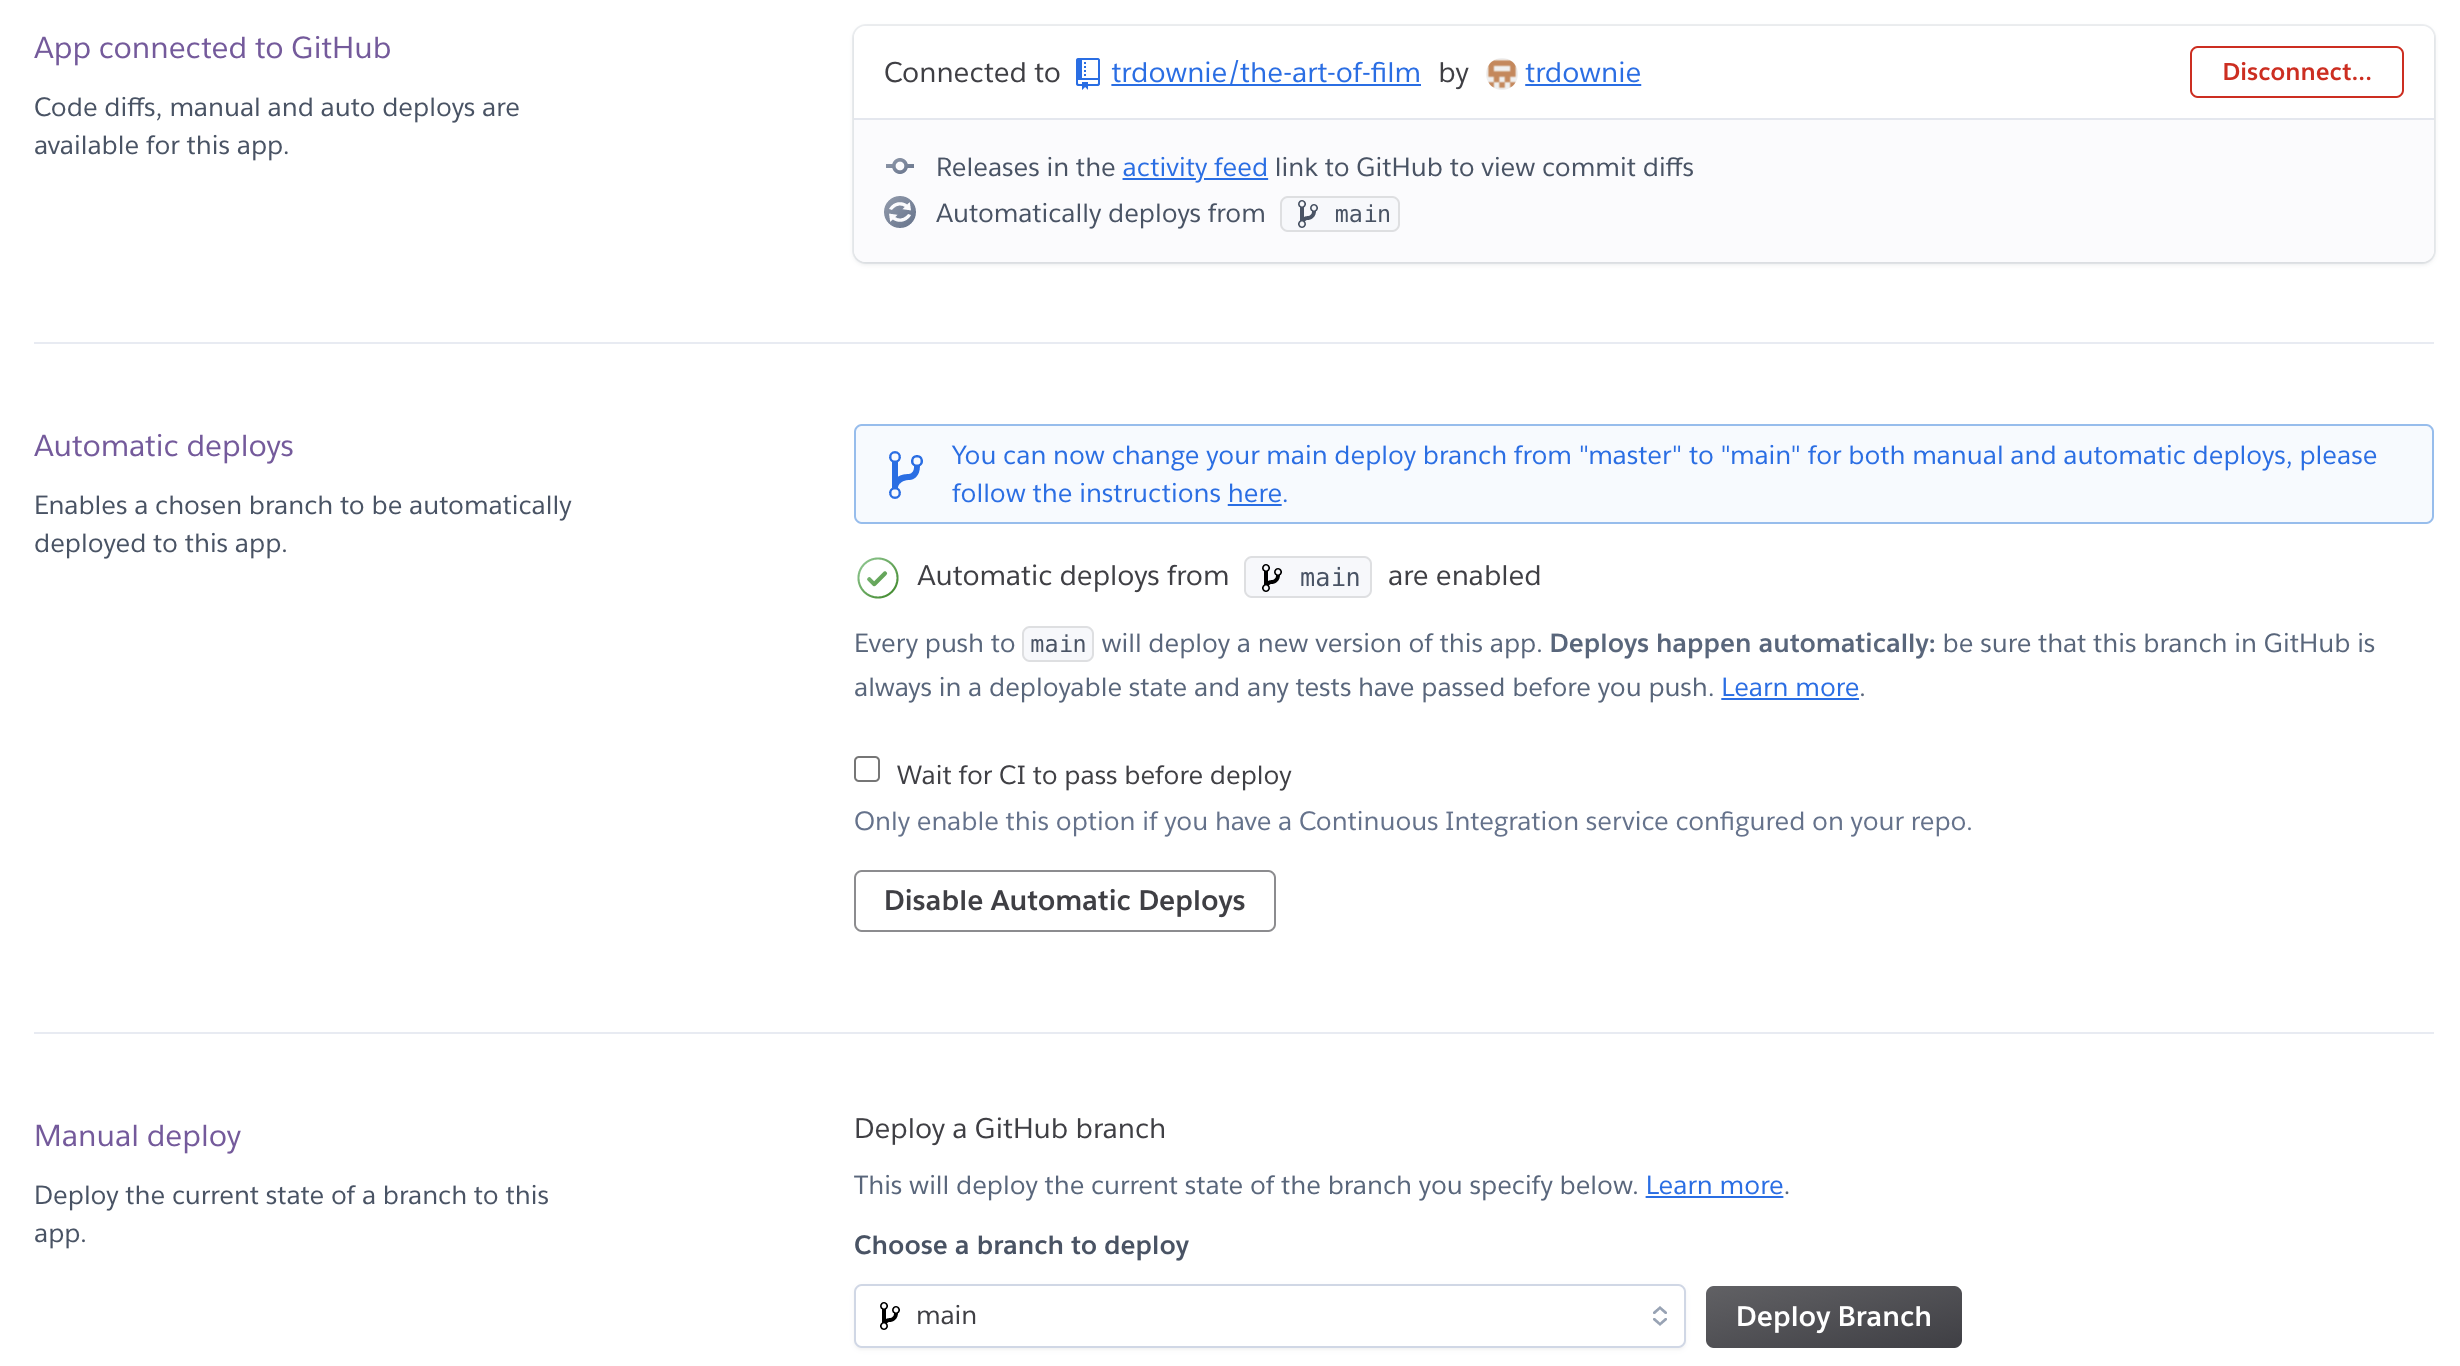 App connected to GitHub
Code diffs, manual and auto deploys are
available for this app.
Connected to trdownie/the-art-of-film by trdownie
Disconnect...
Releases in the activity feed link to GitHub to view commit diffs
Automatically deploys from main
Automatic deploys
Enables a chosen branch to be automatically
deployed to this app.
You can now change your main deploy branch from "master" to "main" for both manual and automatic deploys, please
follow the instructions here.
Automatic deploys from main are enabled
Every push to main will deploy a new version of this app. Deploys happen automatically: be sure that this branch in GitHub is
always in a deployable state and any tests have passed before you push. Learn more.
Wait for CI to pass before deploy
Only enable this option if you have a Continuous Integration service configured on your repo.
Disable Automatic Deploys
Manual deploy
Deploy the current state of a branch to this
app.
Deploy a GitHub branch
This will deploy the current state of the branch you specify below. Learn more.
Choose a branch to deploy
main
Deploy Branch